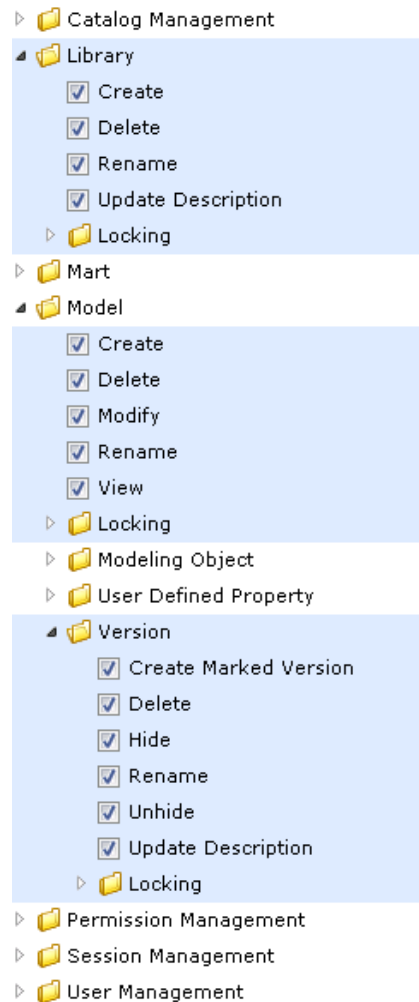 Catalog Management
Library
Create
Delete
Rename
Update Description
Locking
Mart
Model
Create
Delete
Modify
Rename
View
Locking
Modeling Object
User Defined Property
Version
Create Marked Version
Delete
Hide
Rename
Unhide
Update Description
Locking
Permission Management
Session Management
User Management